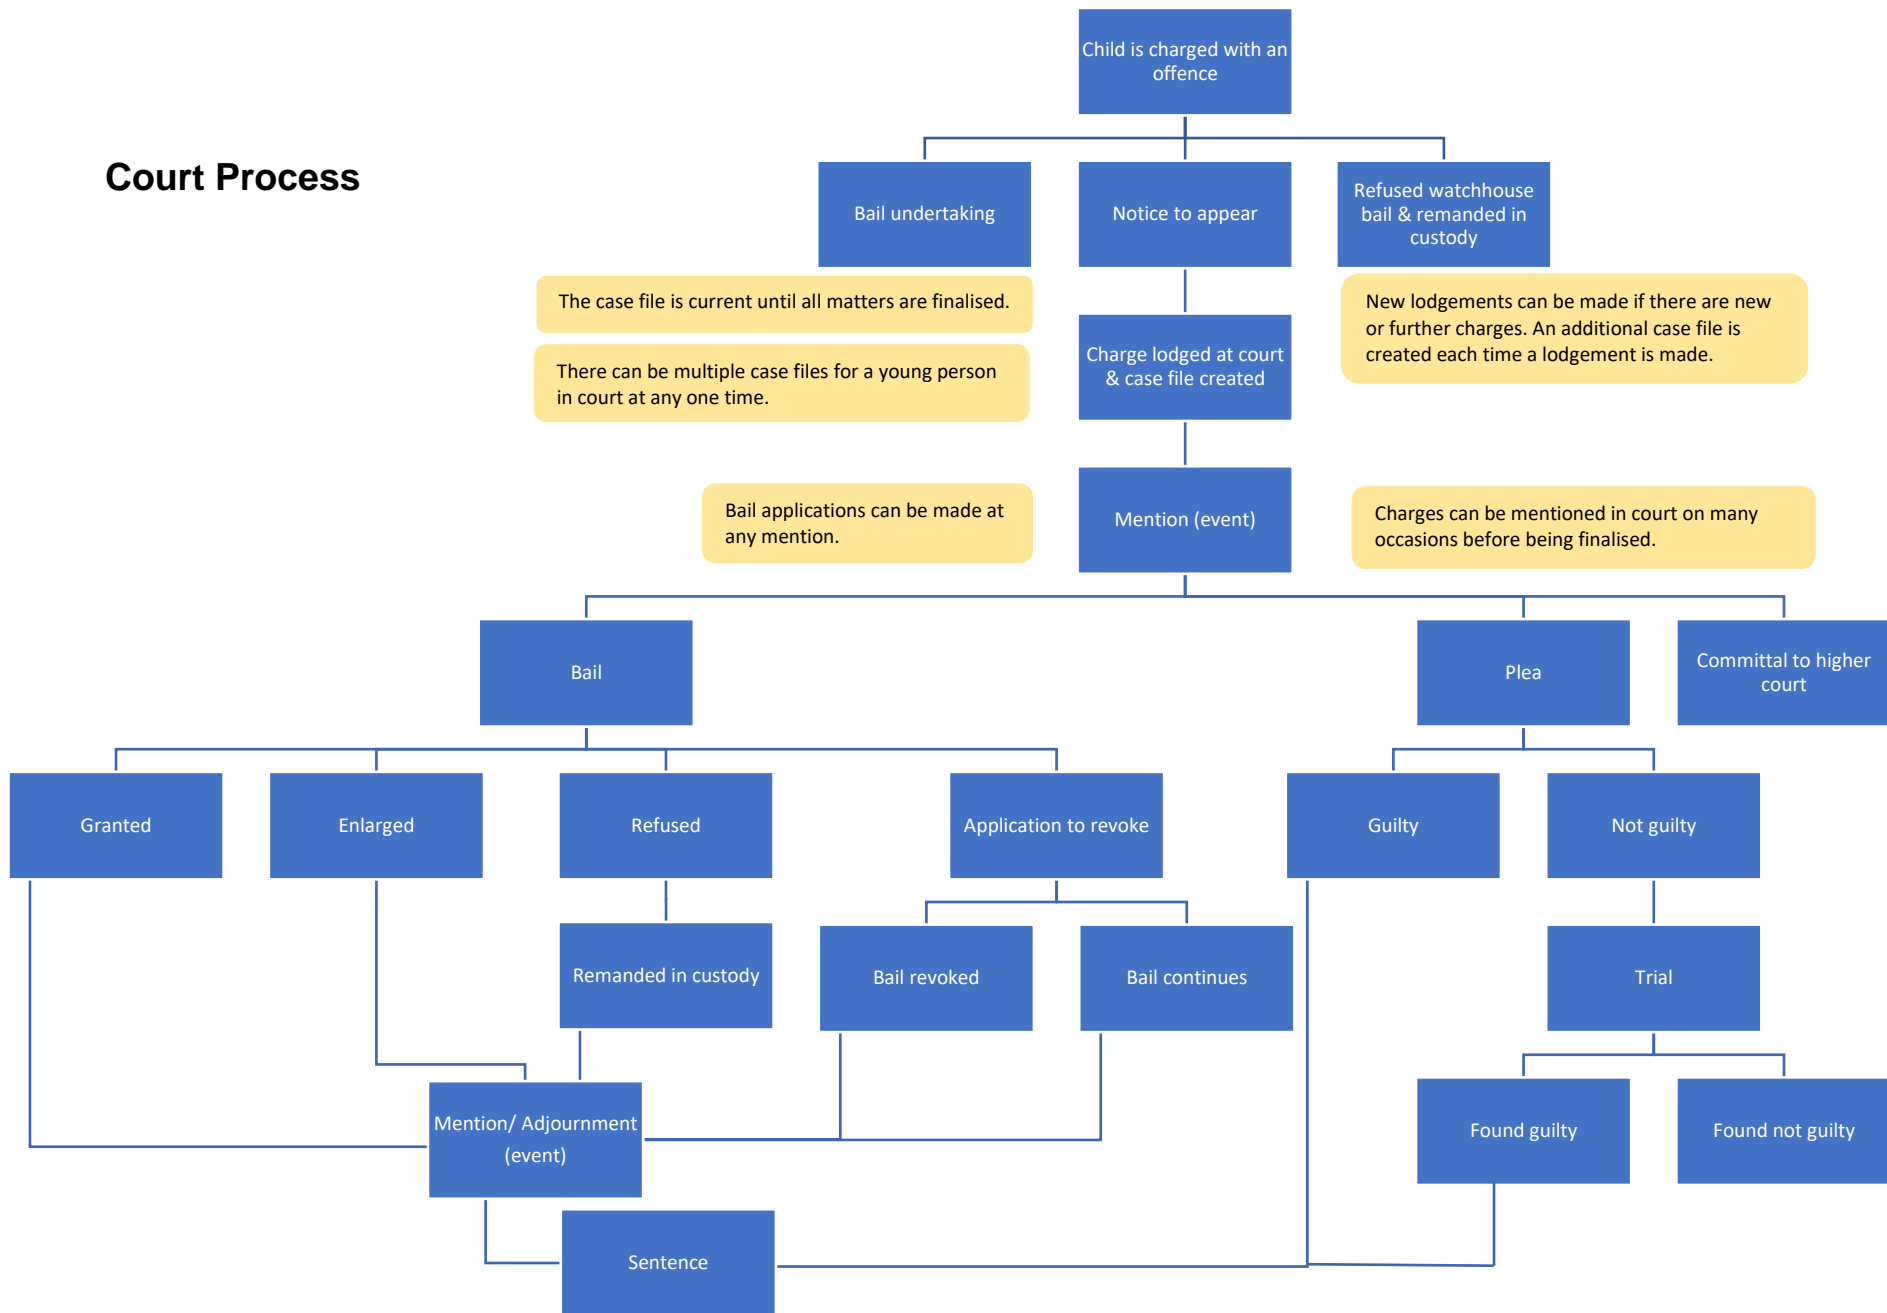 Child is charged with an
offence
Court Process
Bail undertaking
Notice to appear
Refused watchhouse
bail & remanded in
custody
The case file is current until all matters are finalised.
There can be multiple case files for a young person
in court at any one time.
Charge lodged at court
& case file created
New lodgements can be made if there are new
or further charges. An additional case file is
created each time a lodgement is made.
Bail applications can be made at
any mention.
Mention (event)
Charges can be mentioned in court on many
occasions before being finalised.
Bail
Plea
Committal to higher
court
Granted
Enlarged
Refused
Application to revoke
Guilty
Not guilty
Remanded in custody
Bail revoked
Bail continues
Trial
Mention/ Adjournment
(event)
Found guilty
Found not guilty
Sentence